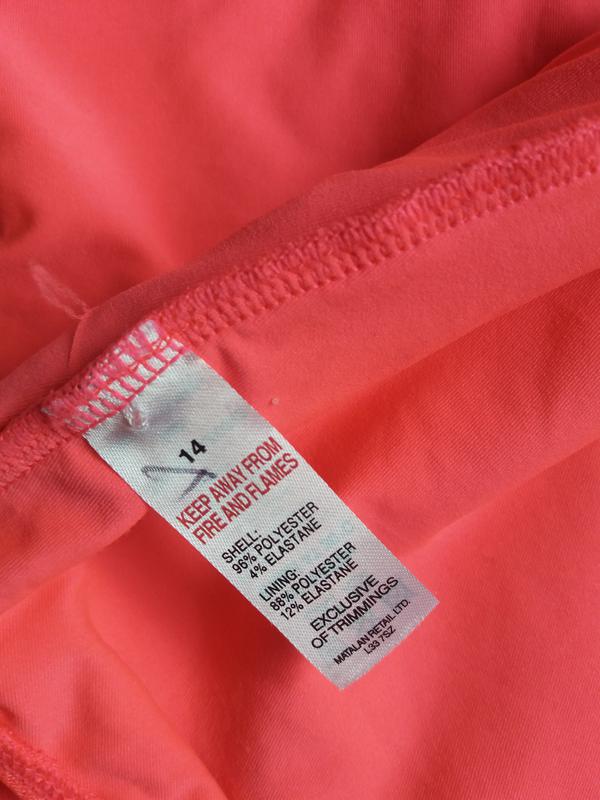 14
KEEP AWAY FROM
FIRE AND FLAMES
SHELL:
96% POLYESTER
4% ELASTANE
LINING:
88% POLYESTER
12% ELASTANE
EXCLUSIVE
OF TRIMMINGS
MATALAN RETAIL LTD.
L33 7SZ